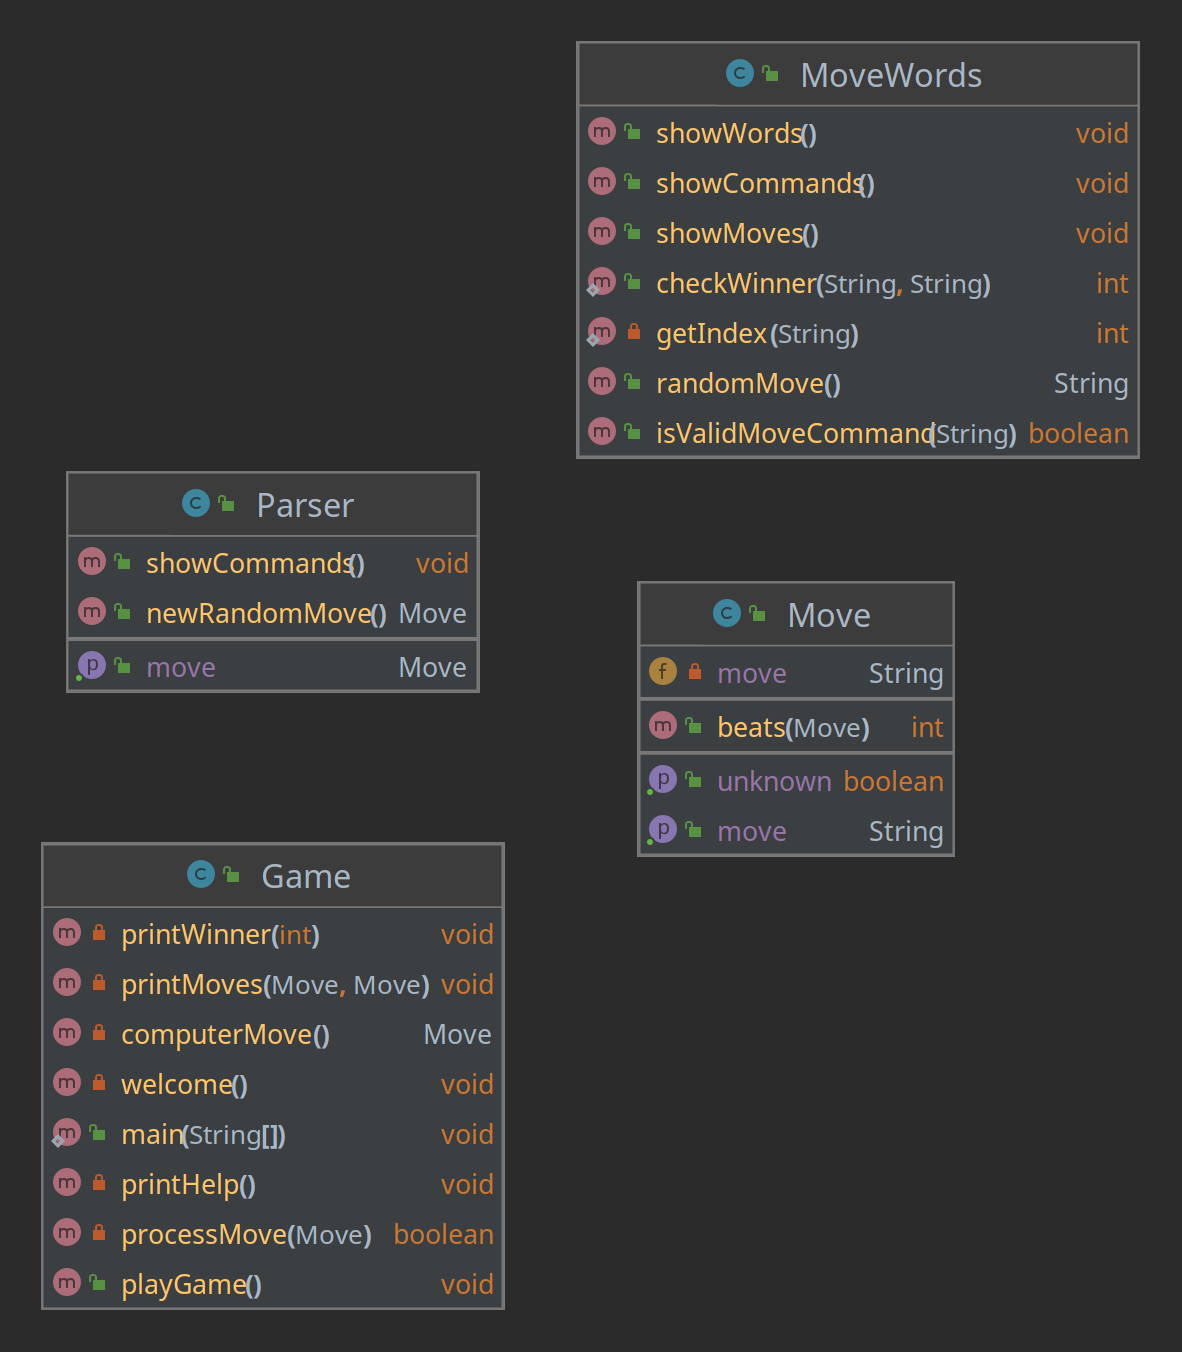 MoveWords
showWords() void
showCommands() void
showMoves() void
checkWinner(String, String) int
getIndex(String) int
randomMove() String
isValidMoveCommand(String) boolean
Parser
showCommands() void
newRandomMove() Move
move Move
Move
move String
beats(Move) int
unknown boolean
move String
Game
printWinner(int) void
printMoves(Move, Move) void
computerMove() Move
welcome() void
main(String[]) void
printHelp() void
processMove(Move) boolean
playGame() void